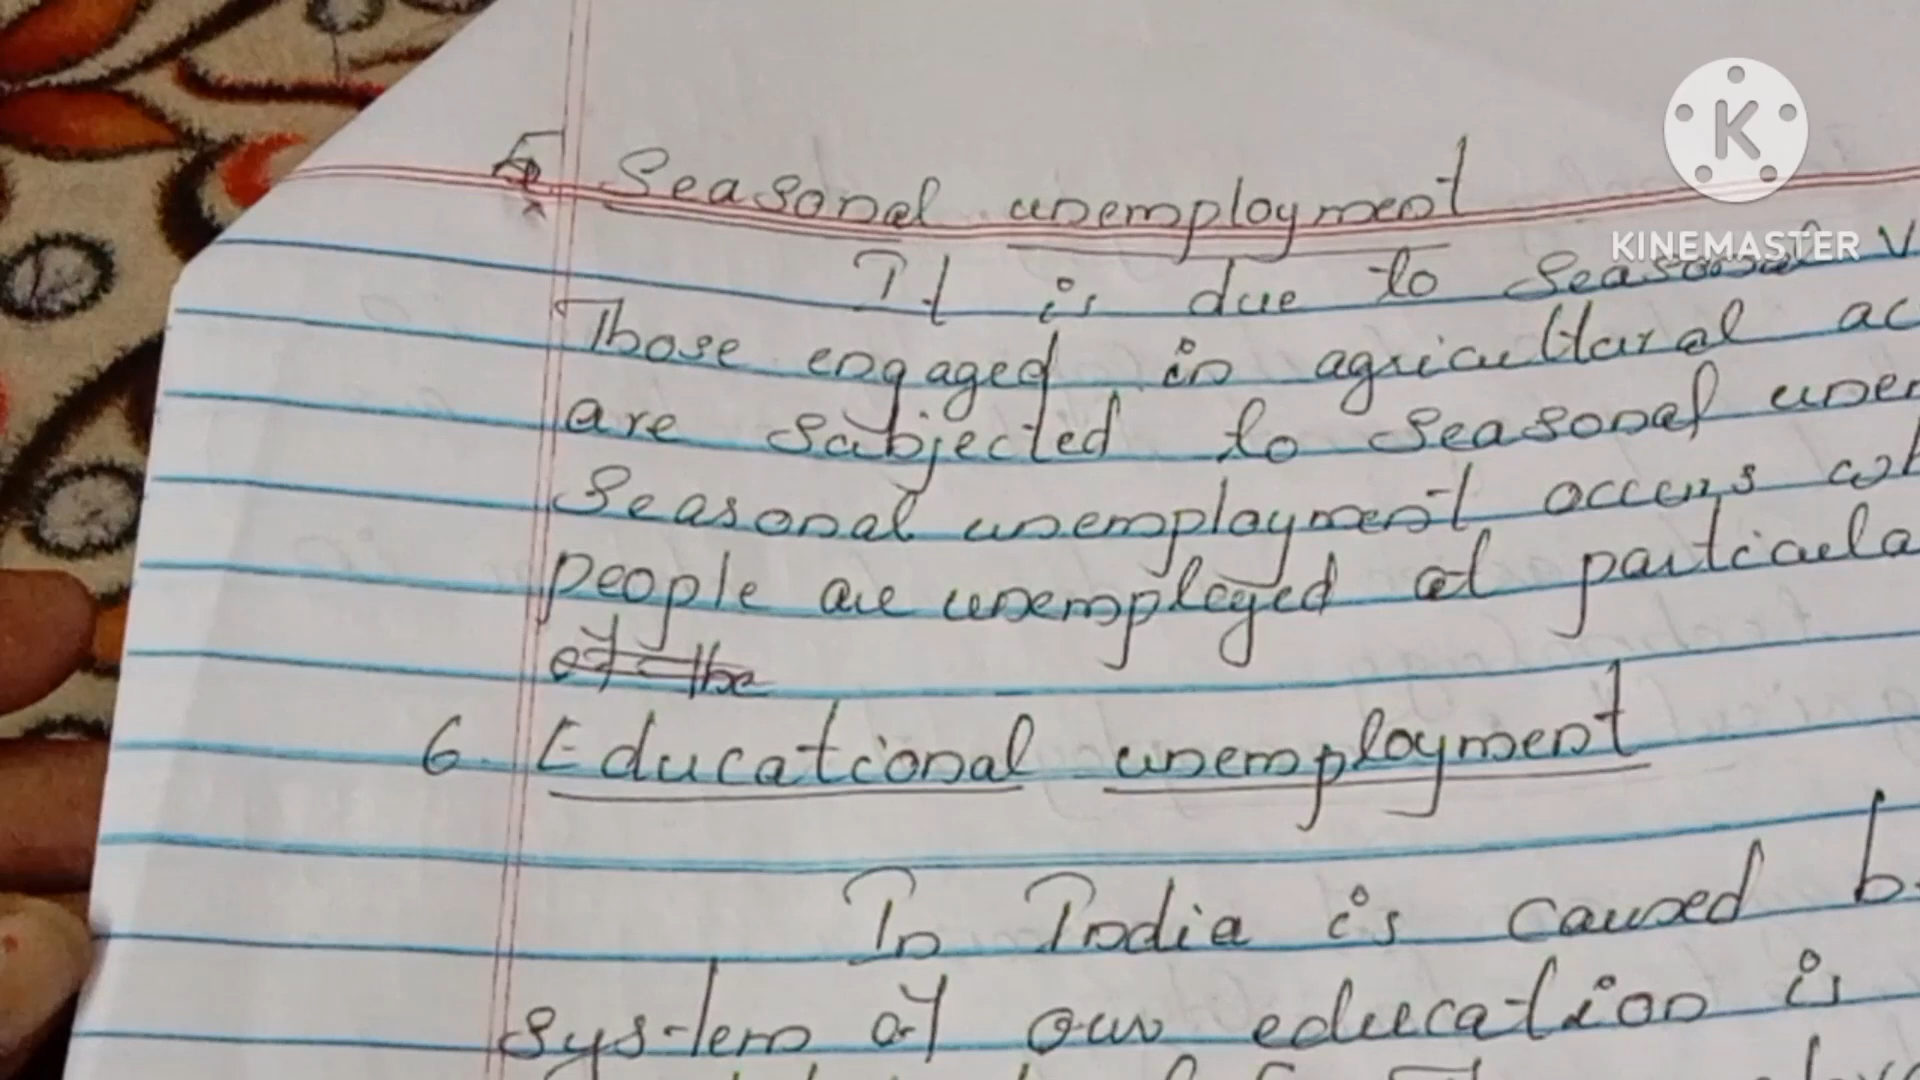 5. Seasonal unemployment
It is due to seasonal v
Those engaged in agricultural ac
are subjected to seasonal unem
Seasonal unemployment occurs wh
people are unemployed at particula
of the
6. Educational unemployment
In India is caused b
system of our education is
K
KINEMASTER